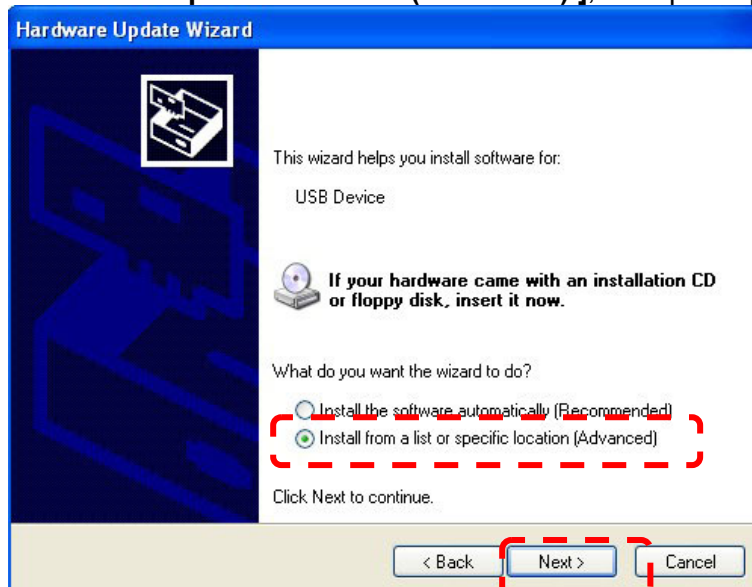 Hardware Update Wizard
This wizard helps you install software for:
USB Device
If your hardware came with an installation CD
or floppy disk, insert it now.
What do you want the wizard to do?
Install the software automatically (Recommended)
Install from a list or specific location (Advanced)
Click Next to continue.
< Back Next > Cancel